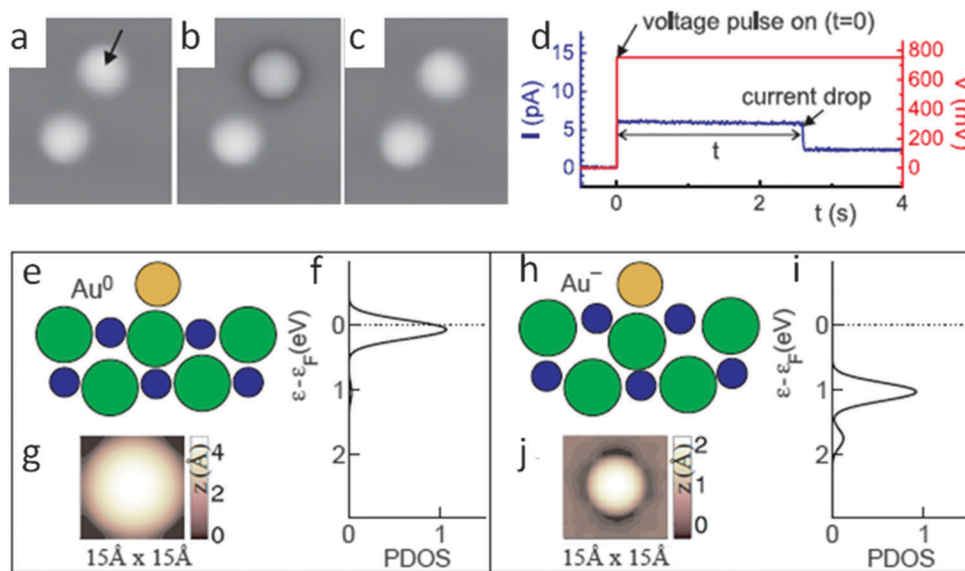 a
b
c
d
voltage pulse on (t=0)
current drop
t
I (pA)
15
10
5
0
800
600
400
200
0
V (mV)
0
2
4
t (s)
e
Au⁰
f
ε-ε_F(eV)
0
1
2
0
1
PDOS
g
z (Å)
4
2
0
15Å x 15Å
h
Au⁻
i
ε-ε_F(eV)
0
1
2
0
1
PDOS
j
z (Å)
2
1
0
15Å x 15Å